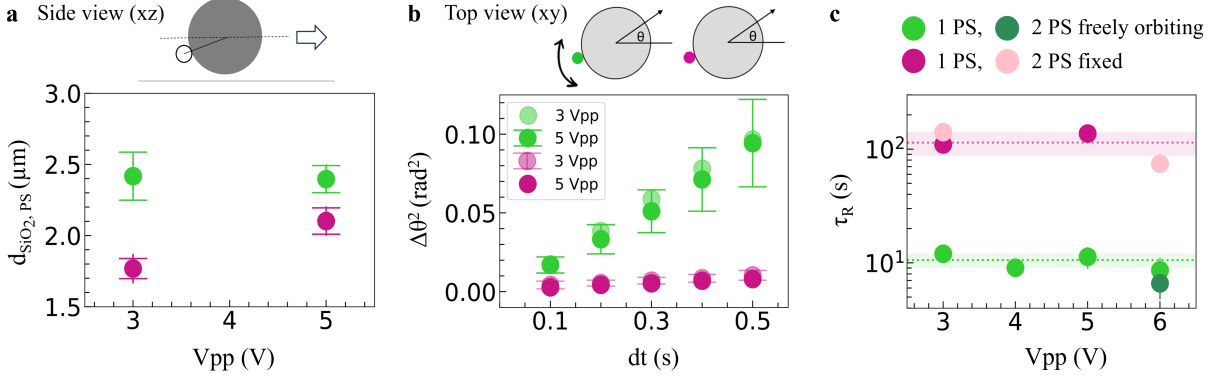 a Side view (xz)
3.0
2.5
2.0
1.5
d_SiO2, PS (μm)
3 4 5
Vpp (V)
b Top view (xy)
θ θ
3 Vpp
5 Vpp
3 Vpp
5 Vpp
0.10
0.05
0.00
Δθ² (rad²)
0.1 0.3 0.5
dt (s)
c
1 PS, 2 PS freely orbiting
1 PS, 2 PS fixed
10²
10¹
τ_R (s)
3 4 5 6
Vpp (V)